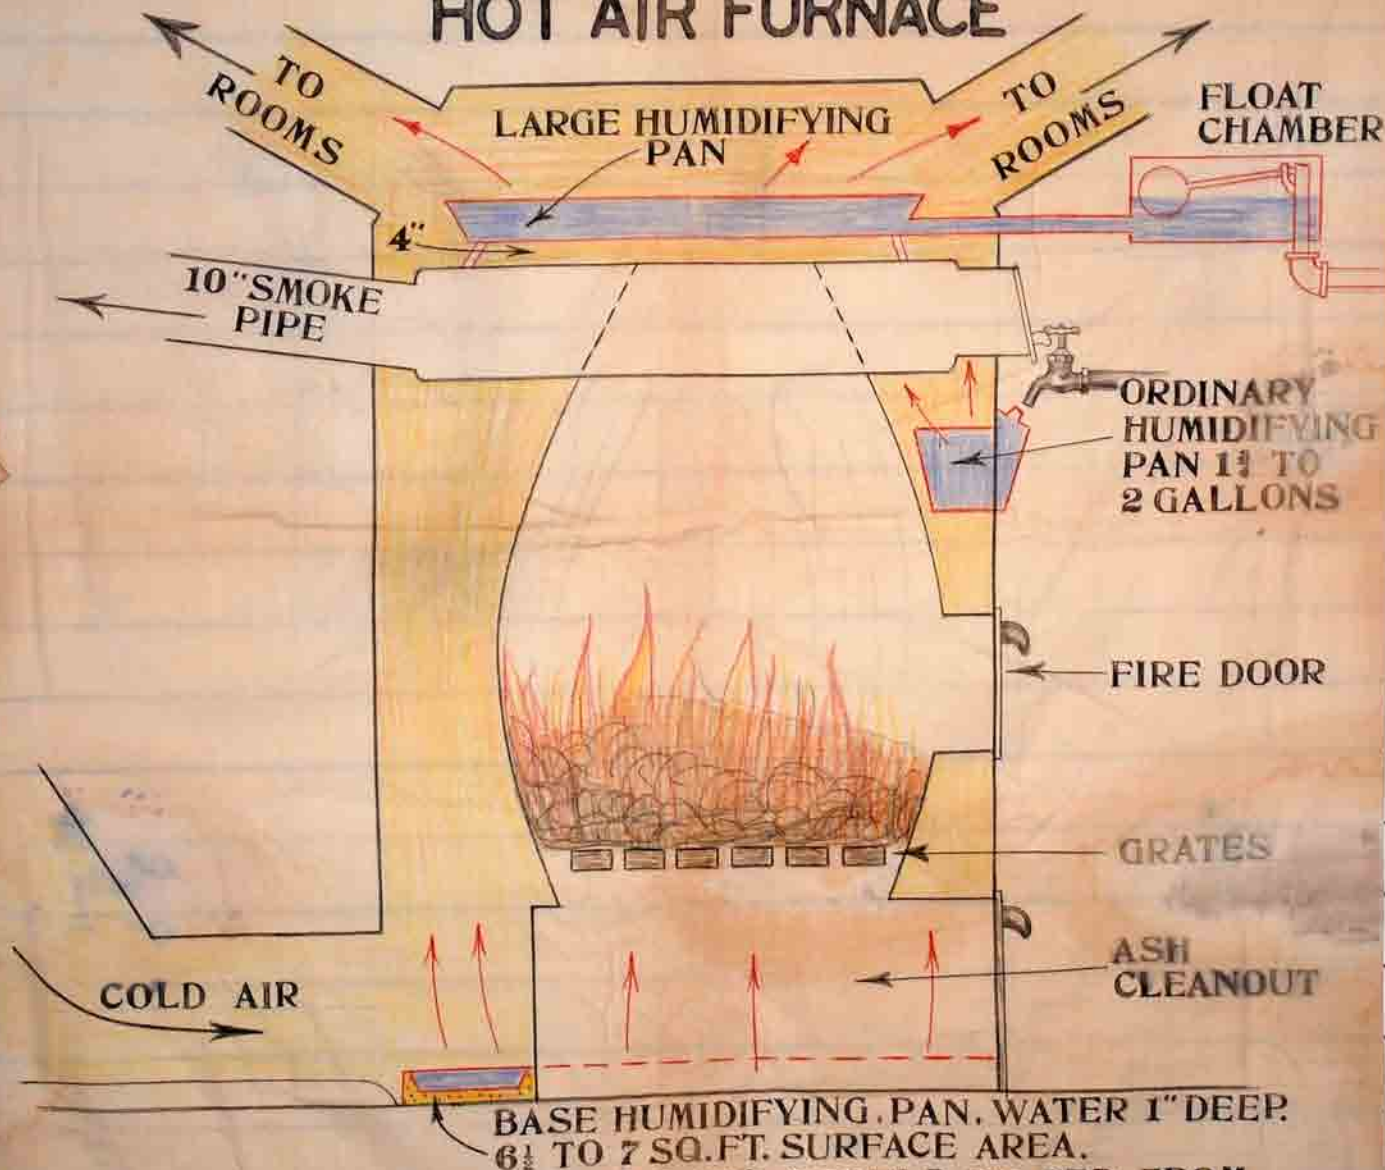 HOT AIR FURNACE
TO
ROOMS
LARGE HUMIDIFYING
PAN
TO
ROOMS
FLOAT
CHAMBER
4"
10" SMOKE
PIPE
ORDINARY
HUMIDIFYING
PAN 1¾ TO
2 GALLONS
FIRE DOOR
GRATES
ASH
CLEANOUT
COLD AIR
BASE HUMIDIFYING. PAN. WATER 1" DEEP.
6½ TO 7 SQ. FT. SURFACE AREA.